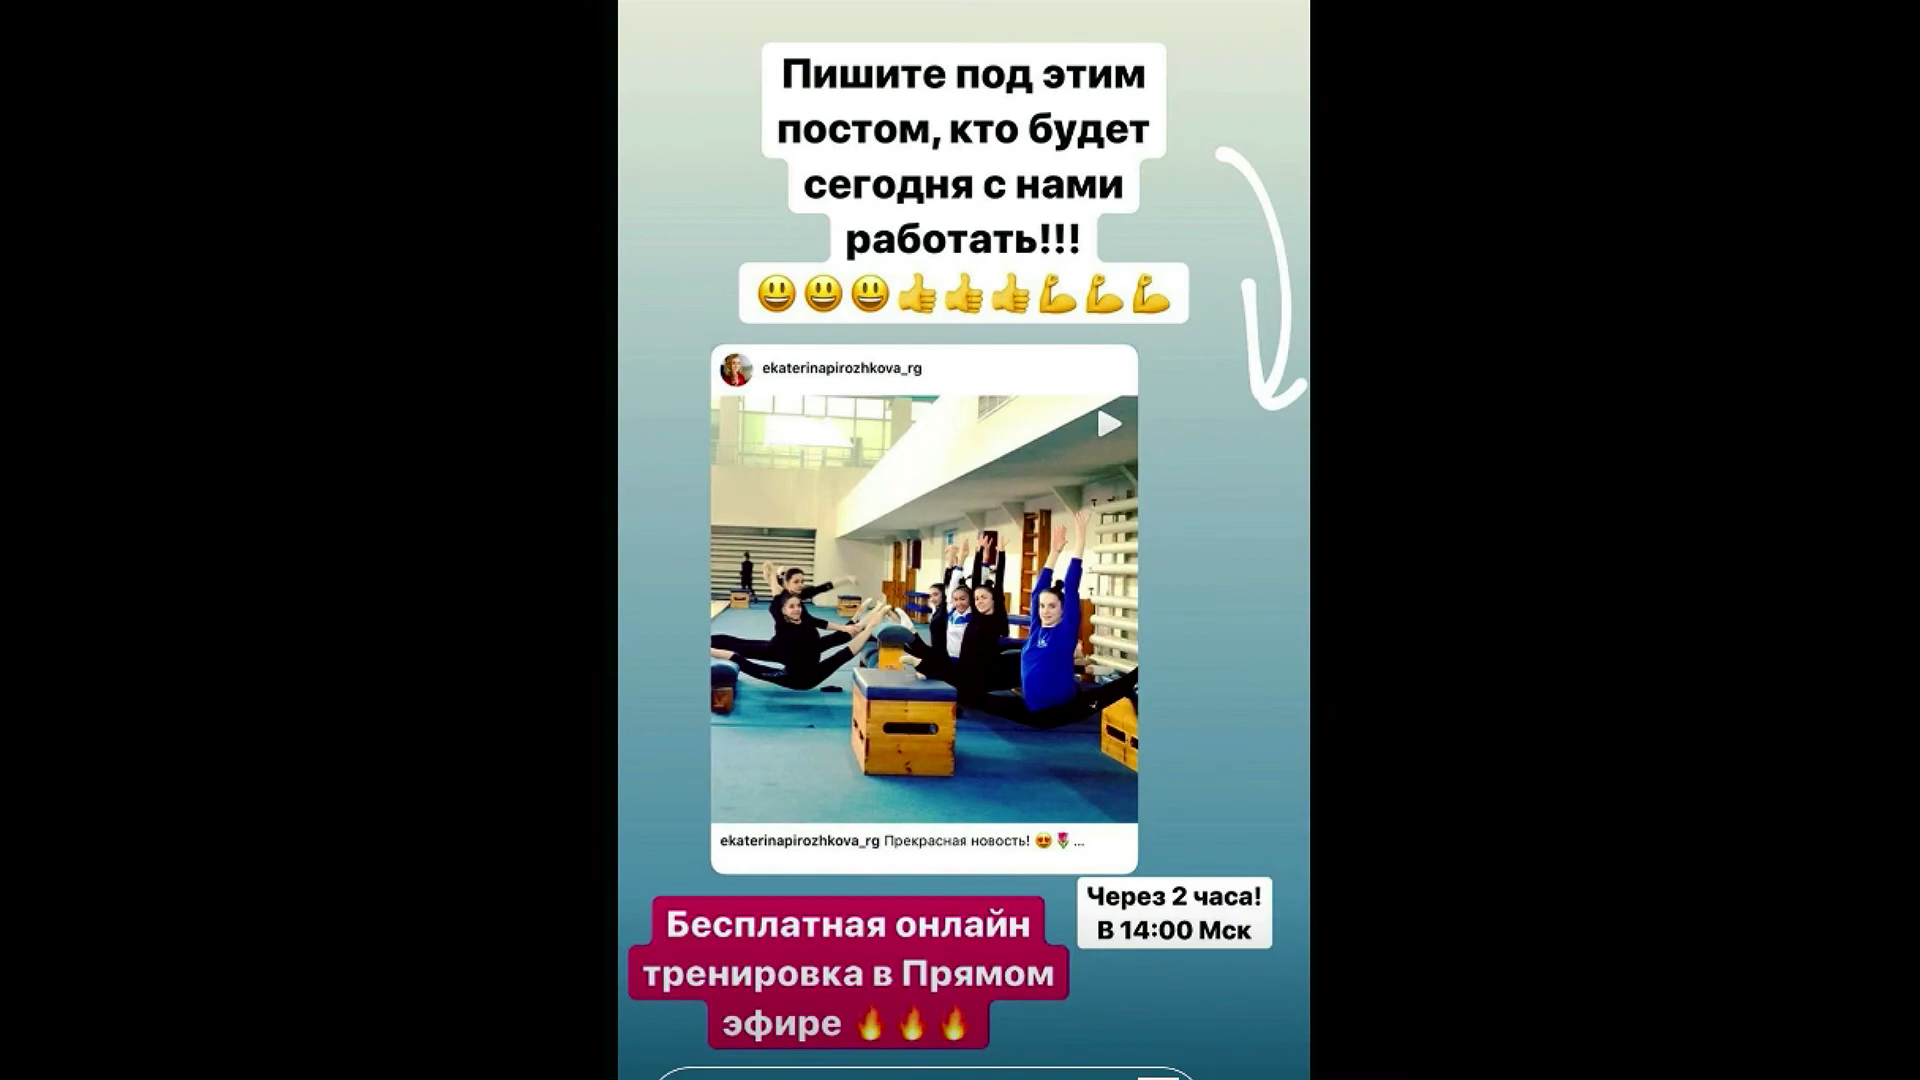 Пишите под этим
постом, кто будет
сегодня с нами
работать!!!
😃😃😃👍👍👍💪💪💪
ekaterinapirozhkova_rg
ekaterinapirozhkova_rg Прекрасная новость! 😍🌷...
Через 2 часа!
В 14:00 Мск
Бесплатная онлайн
тренировка в Прямом
эфире 🔥🔥🔥